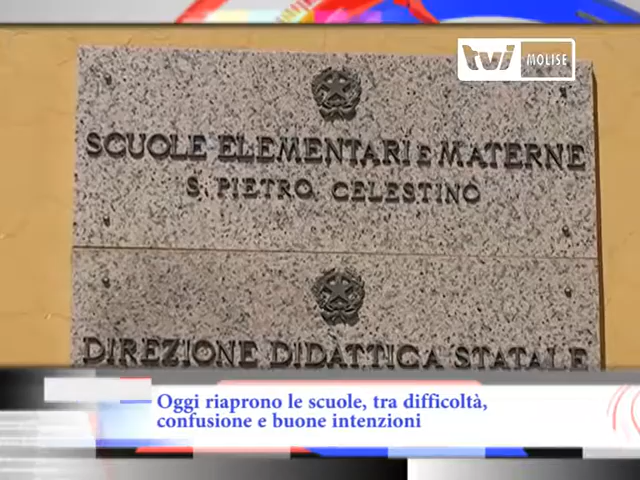 tvi MOLISE
SCUOLE ELEMENTARI E MATERNE
S. PIETRO CELESTINO
DIREZIONE DIDATTICA STATALE
Oggi riaprono le scuole, tra difficoltà,
confusione e buone intenzioni